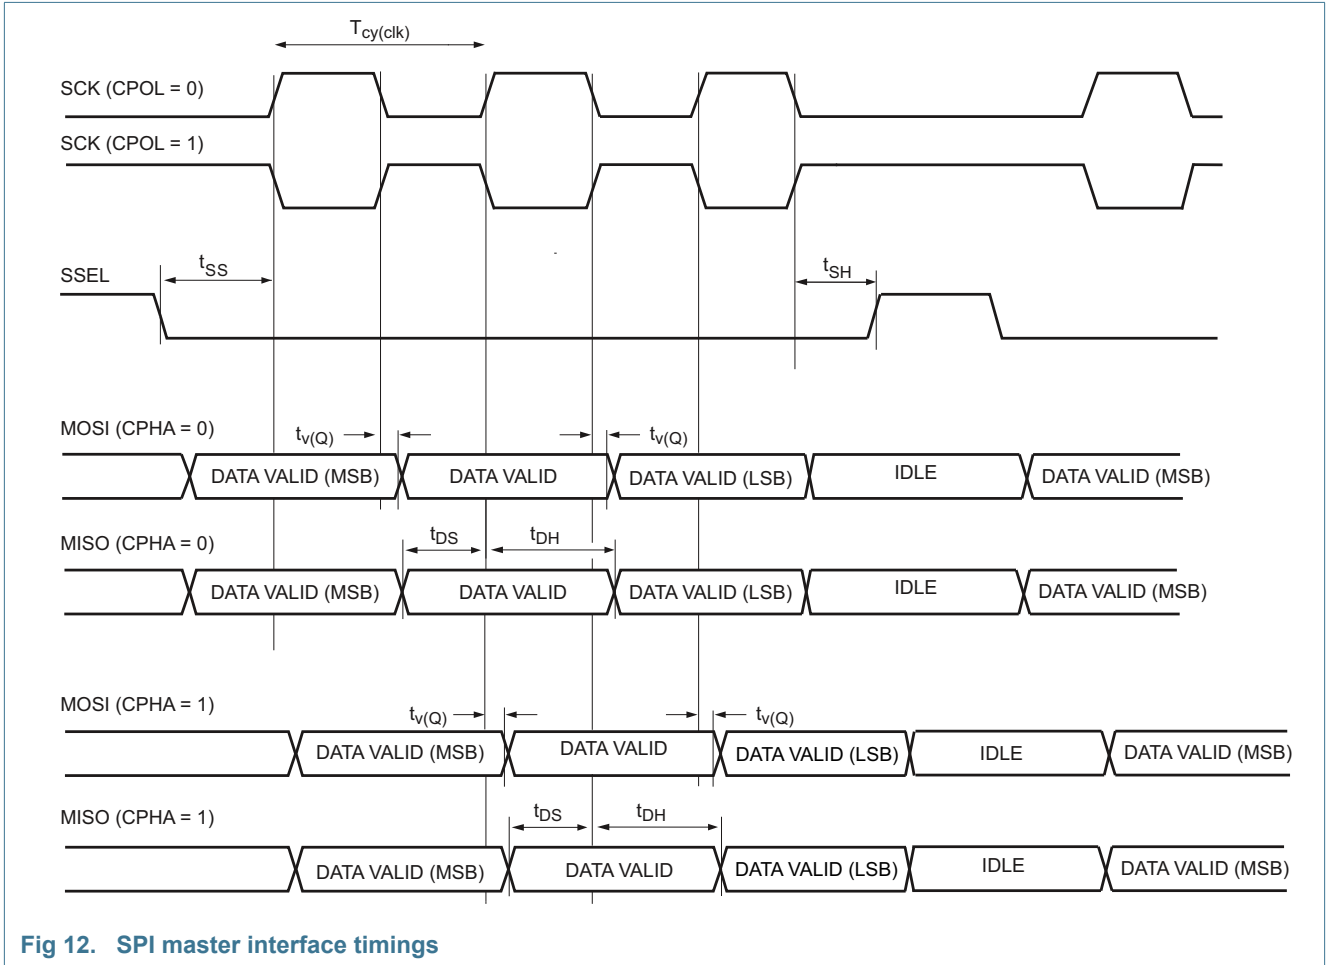 Tcy(clk)
SCK (CPOL = 0)
SCK (CPOL = 1)
SSEL
tSS
tSH
MOSI (CPHA = 0)
tv(Q)
tv(Q)
DATA VALID (MSB) DATA VALID DATA VALID (LSB) IDLE DATA VALID (MSB)
MISO (CPHA = 0)
tDS
tDH
DATA VALID (MSB) DATA VALID DATA VALID (LSB) IDLE DATA VALID (MSB)
MOSI (CPHA = 1)
tv(Q)
tv(Q)
DATA VALID (MSB) DATA VALID DATA VALID (LSB) IDLE DATA VALID (MSB)
MISO (CPHA = 1)
tDS
tDH
DATA VALID (MSB) DATA VALID DATA VALID (LSB) IDLE DATA VALID (MSB)
Fig 12. SPI master interface timings